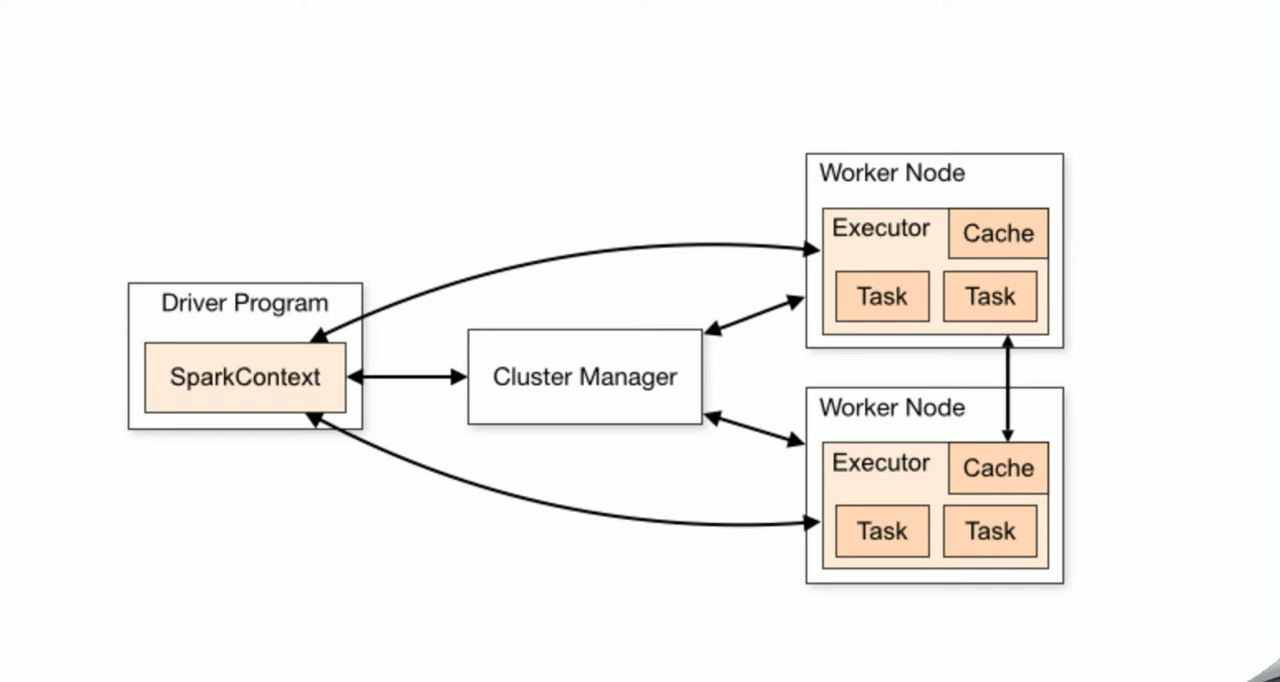 Driver Program
SparkContext
Cluster Manager
Worker Node
Executor
Cache
Task
Task
Worker Node
Executor
Cache
Task
Task